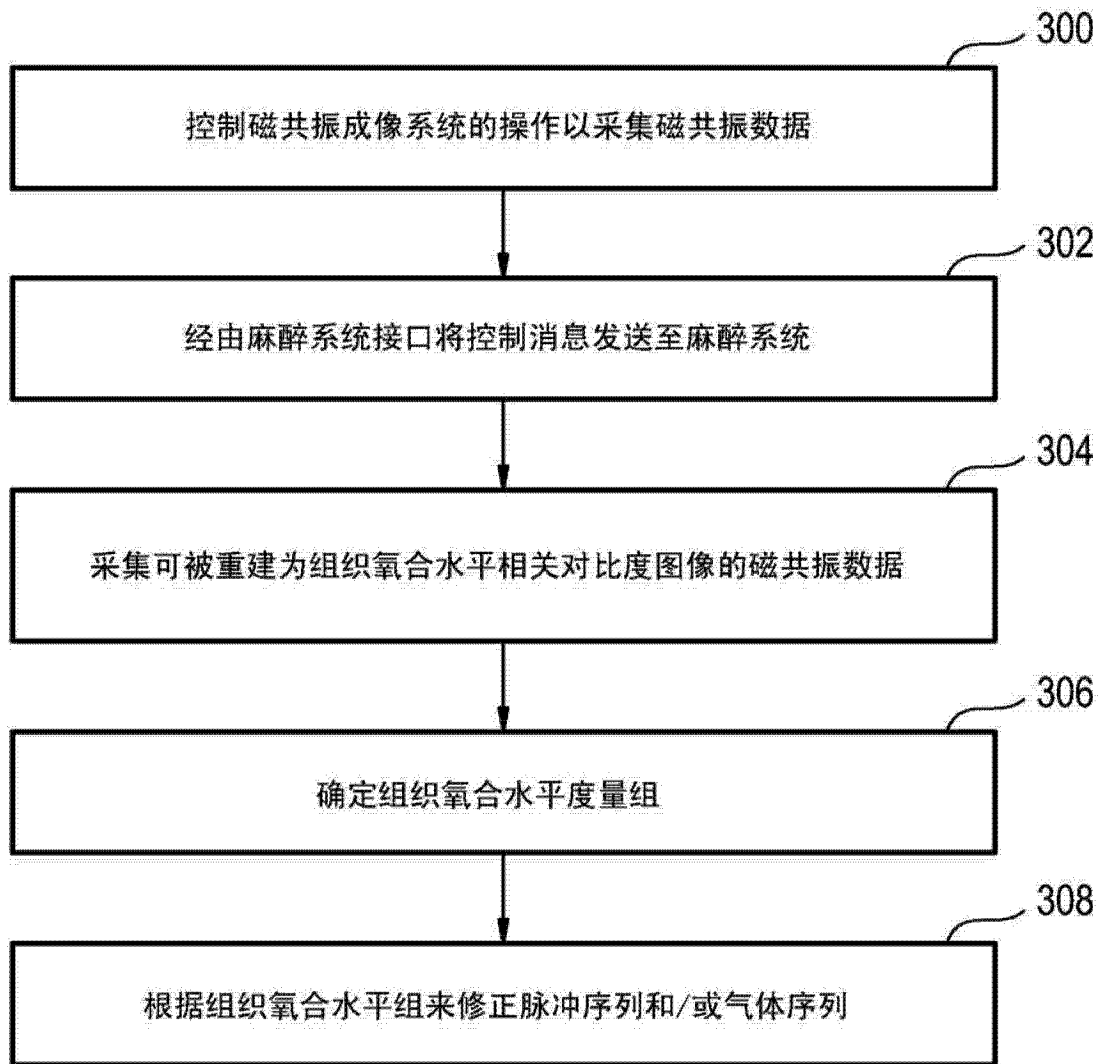 300
控制磁共振成像系统的操作以采集磁共振数据
302
经由麻醉系统接口将控制消息发送至麻醉系统
304
采集可被重建为组织氧合水平相关对比度图像的磁共振数据
306
确定组织氧合水平度量组
308
根据组织氧合水平组来修正脉冲序列和/或气体序列